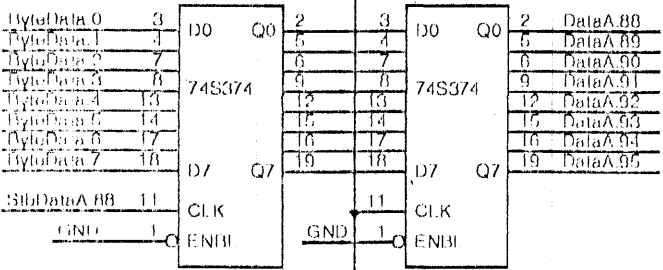 ByteData.0 3 D0 Q0 2 3 D0 Q0 2 DataA.88
ByteData.1 4 5 4 5 DataA.89
ByteData.2 7 6 7 6 DataA.90
ByteData.3 8 74S374 9 8 74S374 9 DataA.91
ByteData.4 13 12 13 12 DataA.92
ByteData.5 14 15 14 15 DataA.93
ByteData.6 17 16 17 16 DataA.94
ByteData.7 18 D7 Q7 19 18 D7 Q7 19 DataA.95
StbDataA.88 11 CLK 11 CLK
GND 1 ENBL GND 1 ENBL